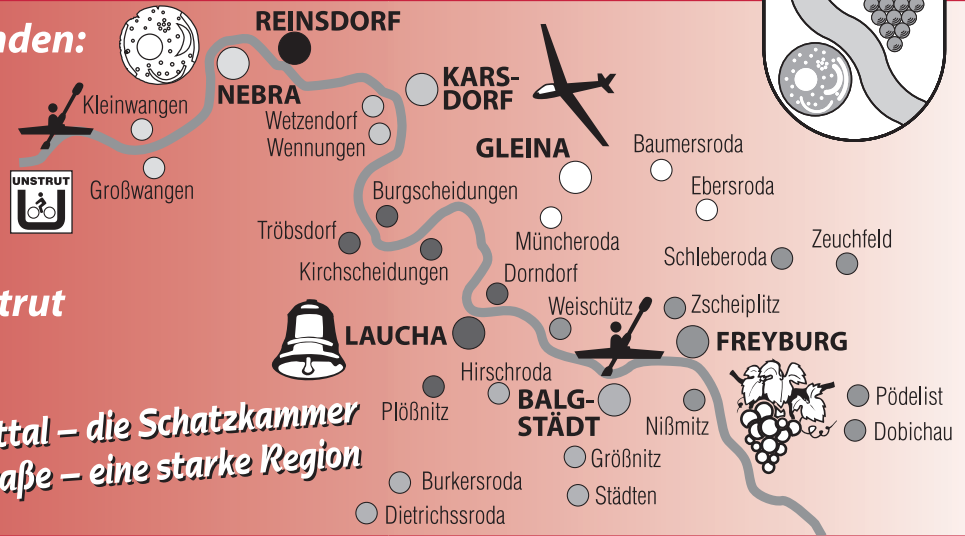 nden:
REINSDORF
NEBRA
KARS-
DORF
Kleinwangen
Wetzendorf
Wennungen
GLEINA
Baumersroda
Großwangen
UNSTRUT
Ebersroda
Burgscheidungen
Tröbsdorf
Müncheroda
Zeuchfeld
Schleberoda
Kirchscheidungen
Dorndorf
trut
Weischütz
Zscheiplitz
LAUCHA
FREYBURG
Hirschroda
Plößnitz
BALG-
STÄDT
Nißmitz
Pödelist
Dobichau
ttal – die Schatzkammer
aße – eine starke Region
Größnitz
Burkersroda
Städten
Dietrichssroda